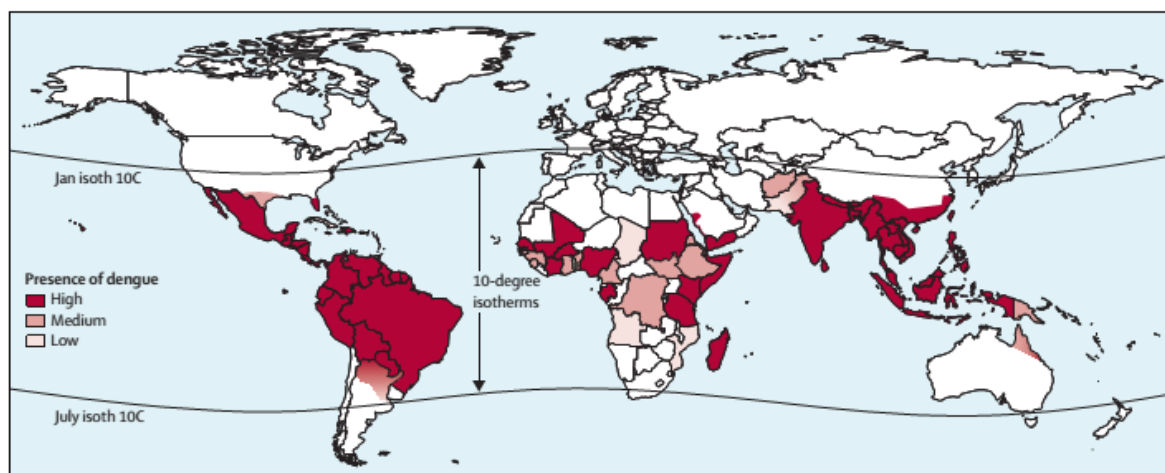 Jan isoth 10C
10-degree
isotherms
Presence of dengue
High
Medium
Low
July isoth 10C